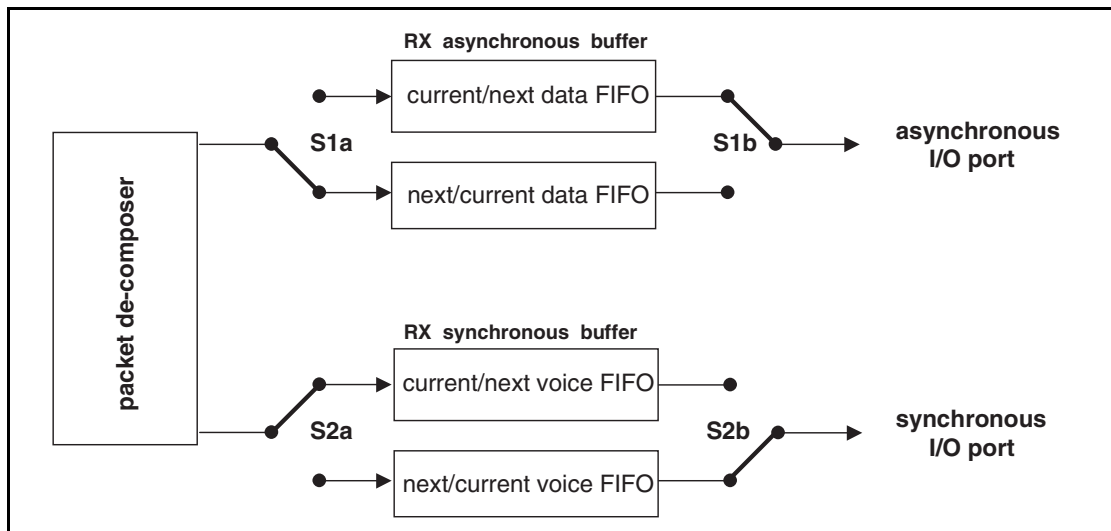 RX asynchronous buffer
current/next data FIFO
S1a
S1b
asynchronous
I/O port
next/current data FIFO
packet de-composer
RX synchronous buffer
current/next voice FIFO
S2a
S2b
synchronous
I/O port
next/current voice FIFO